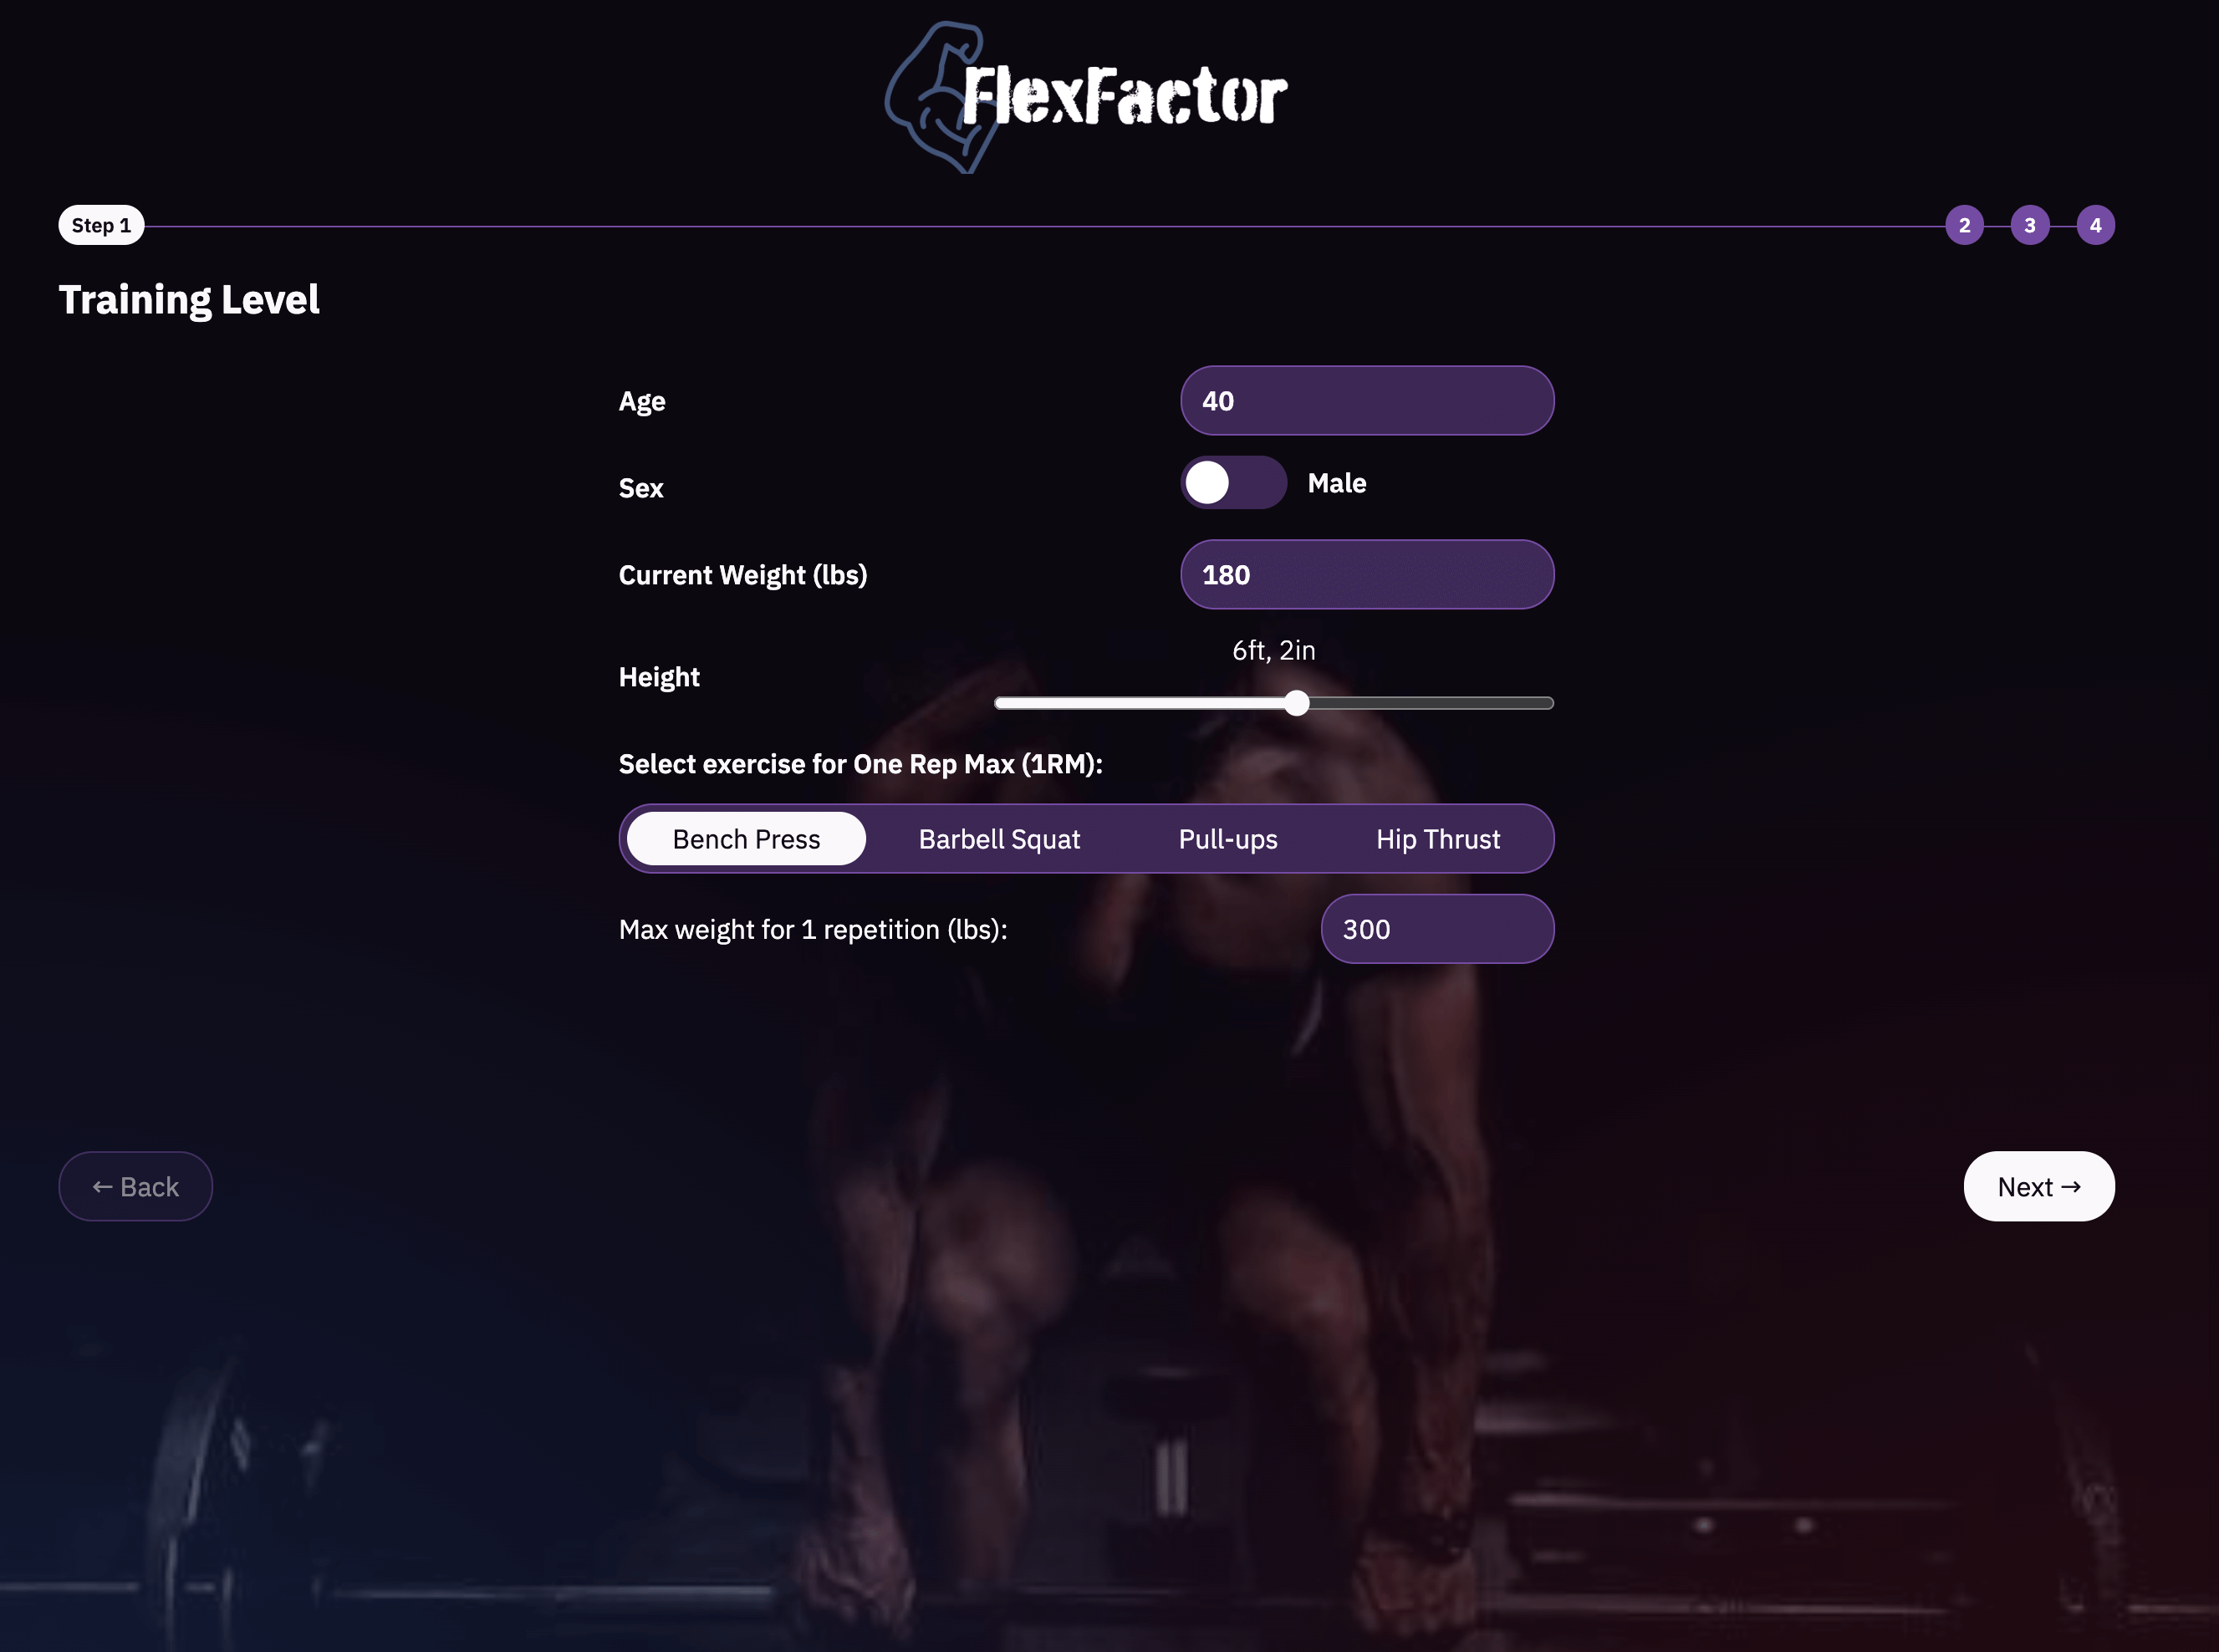 FlexFactor
Step 1 2 3 4
Training Level
Age 40
Sex Male
Current Weight (lbs) 180
6ft, 2in
Height
Select exercise for One Rep Max (1RM):
Bench Press Barbell Squat Pull-ups Hip Thrust
Max weight for 1 repetition (lbs): 300
← Back Next →